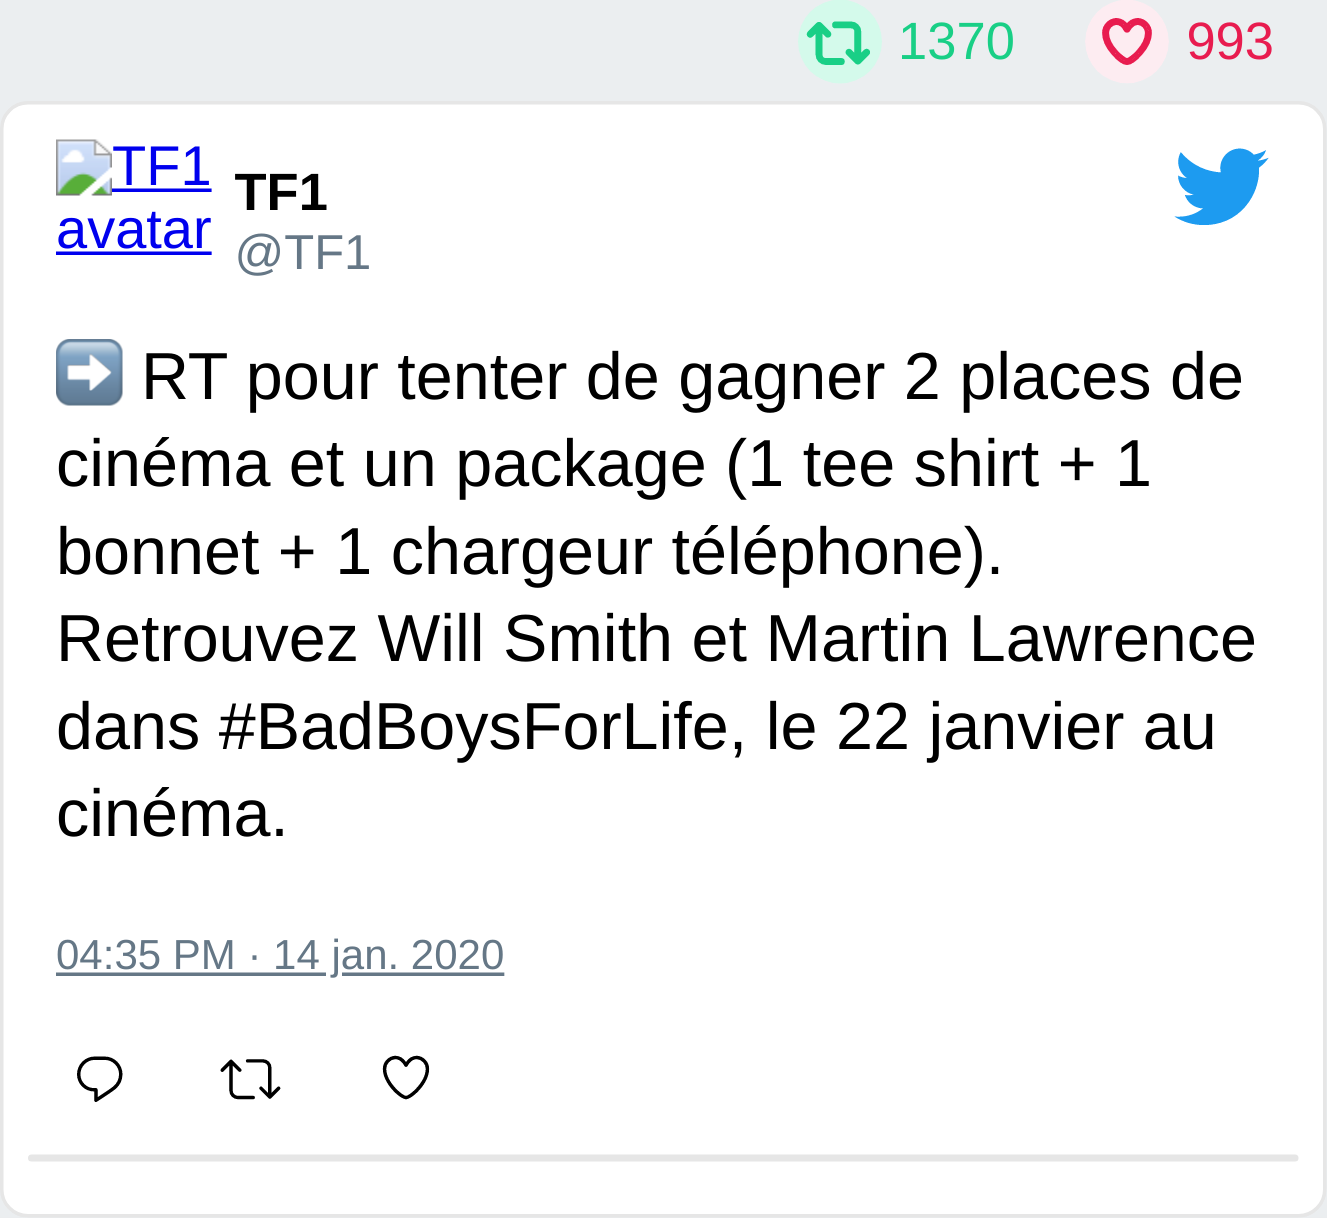 1370 993
TF1 avatar
TF1
@TF1
➡️ RT pour tenter de gagner 2 places de
cinéma et un package (1 tee shirt + 1
bonnet + 1 chargeur téléphone).
Retrouvez Will Smith et Martin Lawrence
dans #BadBoysForLife, le 22 janvier au
cinéma.
04:35 PM · 14 jan. 2020